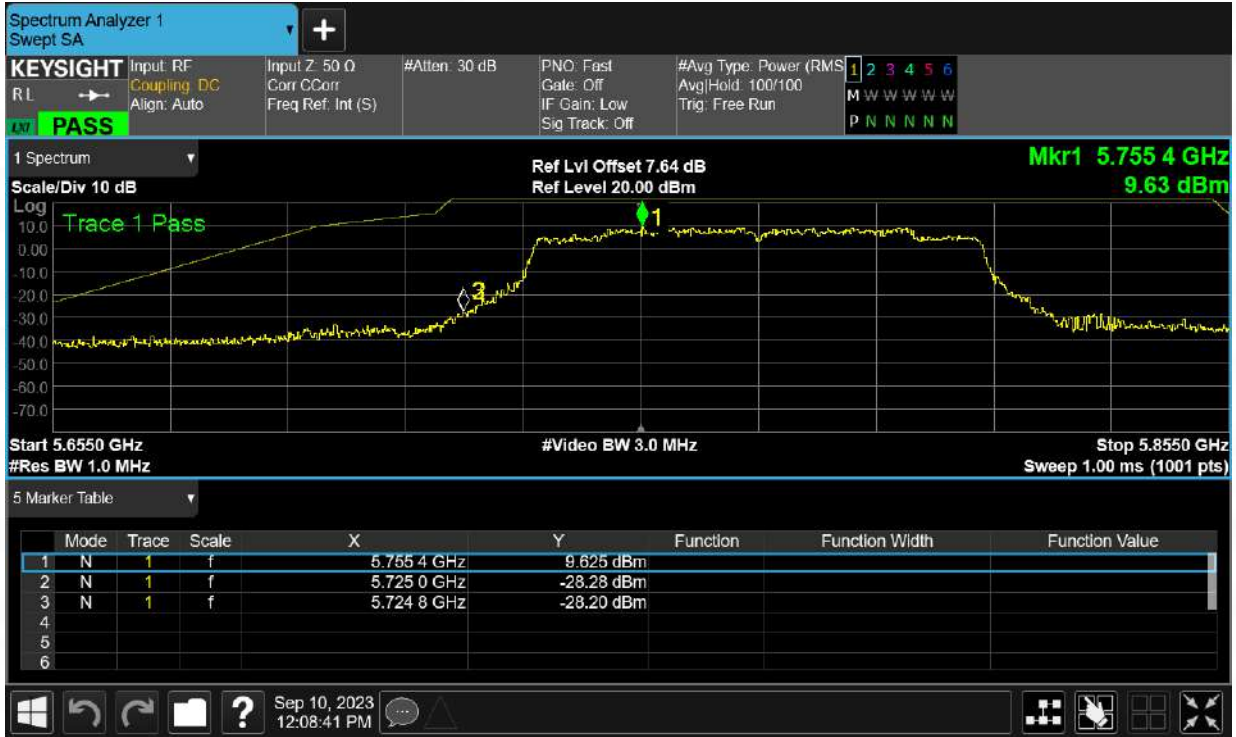 Spectrum Analyzer 1
Swept SA
+
KEYSIGHT Input: RF Input Z: 50 Ω #Atten: 30 dB PNO: Fast #Avg Type: Power (RMS 1 2 3 4 5 6
RL Coupling: DC Corr CCorr Gate: Off Avg|Hold: 100/100 M W W W W W
Align: Auto Freq Ref: Int (S) IF Gain: Low Trig: Free Run
LXI PASS Sig Track: Off P N N N N N
1 Spectrum Ref Lvl Offset 7.64 dB Mkr1 5.755 4 GHz
Scale/Div 10 dB Ref Level 20.00 dBm 9.63 dBm
Log
Trace 1 Pass
1
10.0
0.00
-10.0
-20.0
-30.0
-40.0
-50.0
-60.0
-70.0
Start 5.6550 GHz #Video BW 3.0 MHz Stop 5.8550 GHz
#Res BW 1.0 MHz Sweep 1.00 ms (1001 pts)
5 Marker Table
Mode Trace Scale X Y Function Function Width Function Value
1 N 1 f 5.755 4 GHz 9.625 dBm
2 N 1 f 5.725 0 GHz -28.28 dBm
3 N 1 f 5.724 8 GHz -28.20 dBm
4
5
6
? Sep 10, 2023
12:08:41 PM